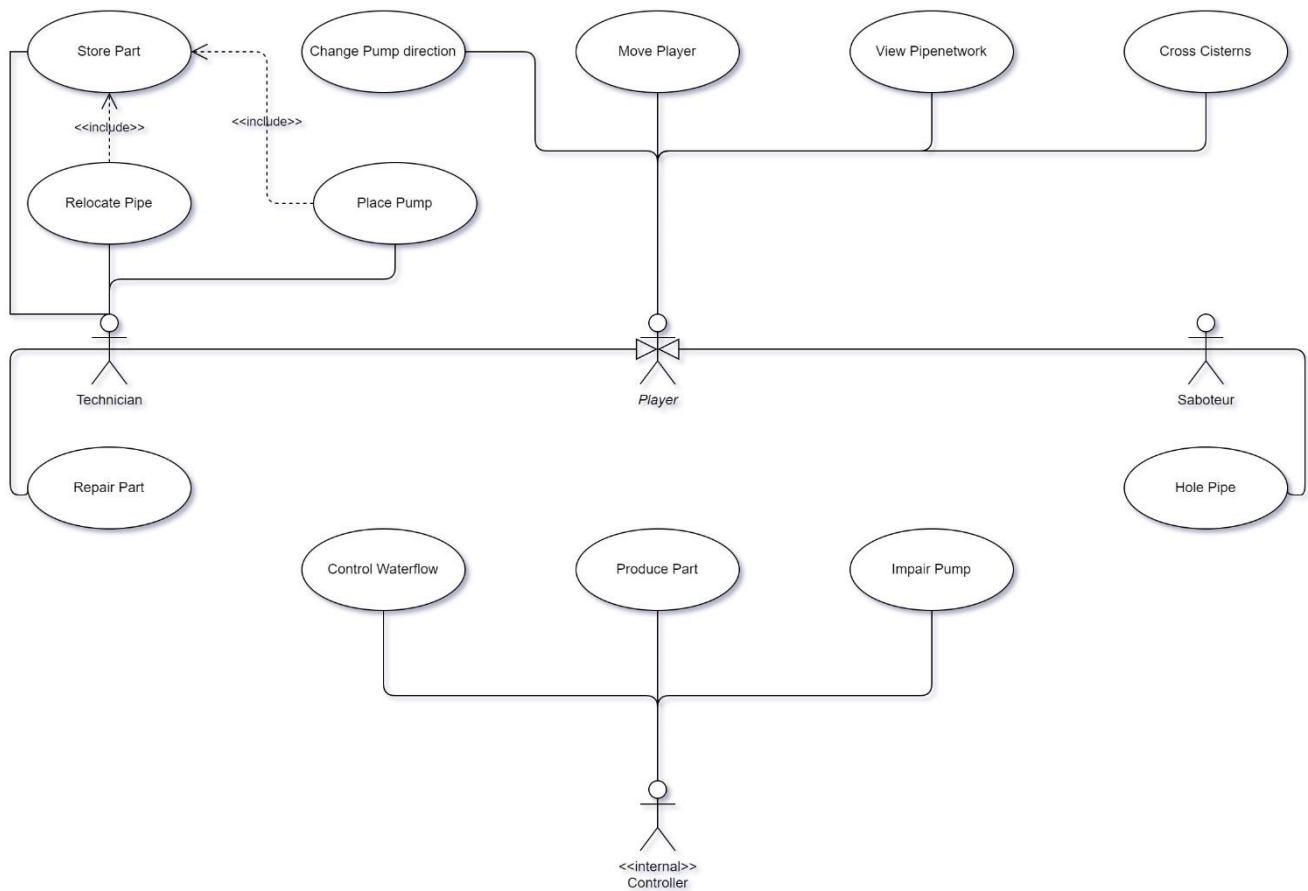 Store Part
Change Pump direction
Move Player
View Pipenetwork
Cross Cisterns
<<include>>
<<include>>
Relocate Pipe
Place Pump
Technician
Player
Saboteur
Repair Part
Hole Pipe
Control Waterflow
Produce Part
Impair Pump
<<internal>>
Controller